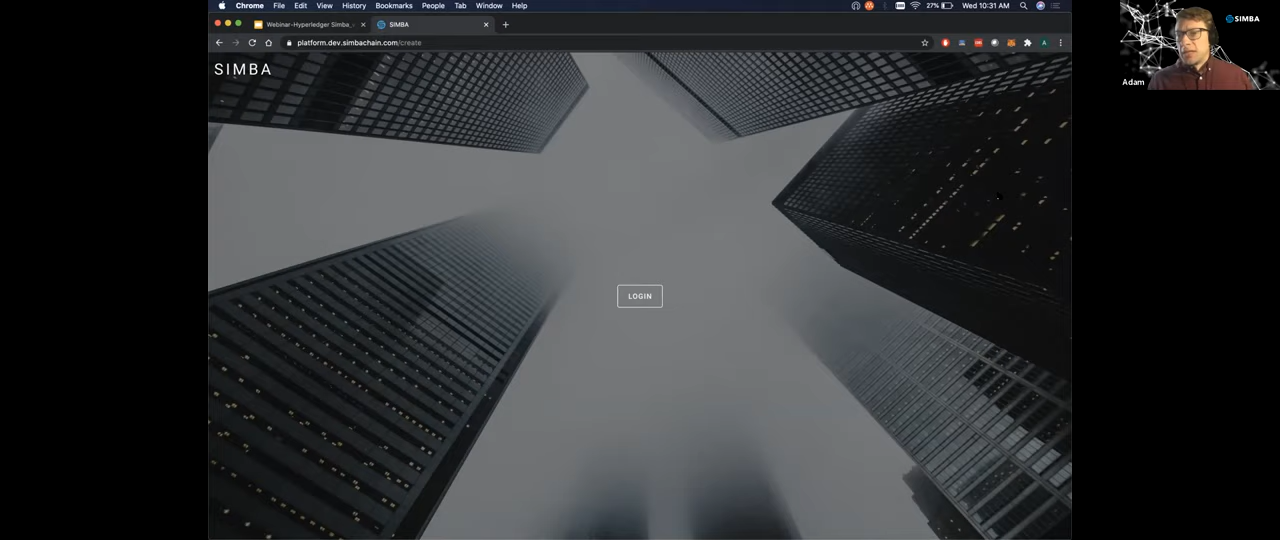 Chrome File Edit View History Bookmarks People Tab Window Help 27% Wed 10:31 AM
Webinar-Hyperledger Simba_ SIMBA
platform.dev.simbachain.com/create
SIMBA
LOGIN
SIMBA
Adam